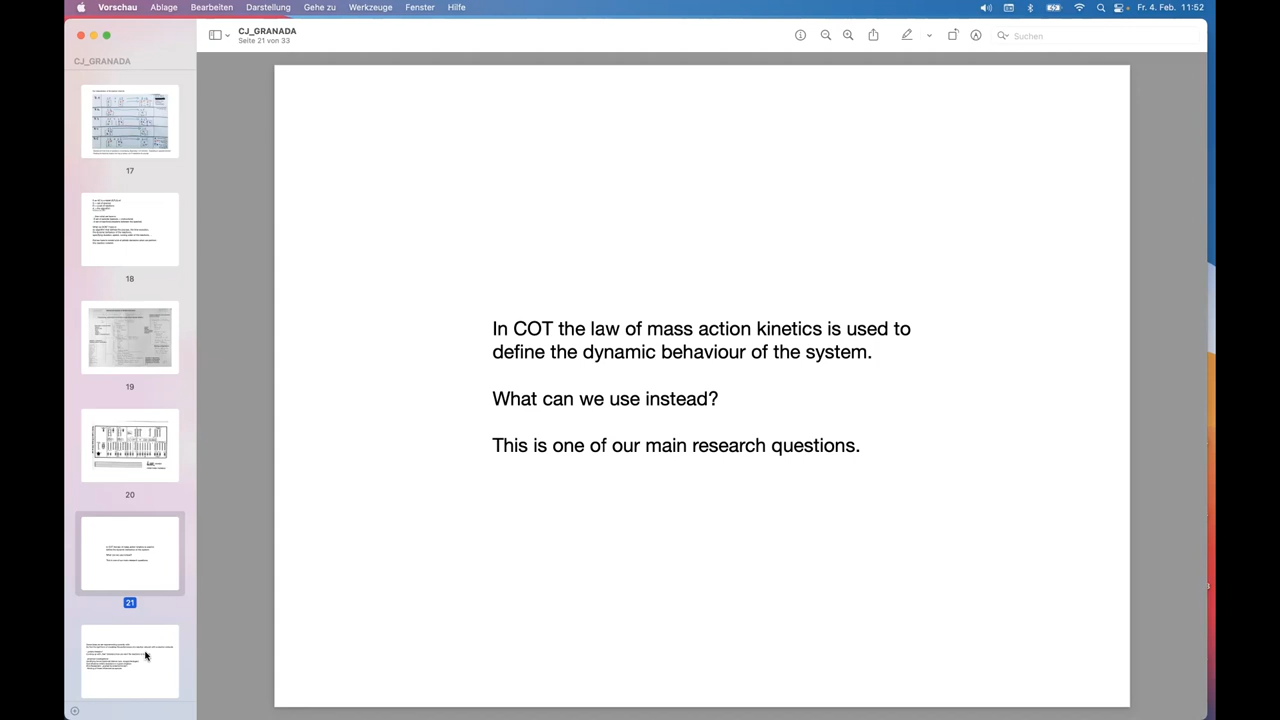 Vorschau Ablage Bearbeiten Darstellung Gehe zu Werkzeuge Fenster Hilfe Fr. 4. Feb. 11:52
CJ_GRANADA
Seite 21 von 33
Suchen
CJ_GRANADA
17
18
19
20
21
In COT the law of mass action kinetics is used to
define the dynamic behaviour of the system.
What can we use instead?
This is one of our main research questions.